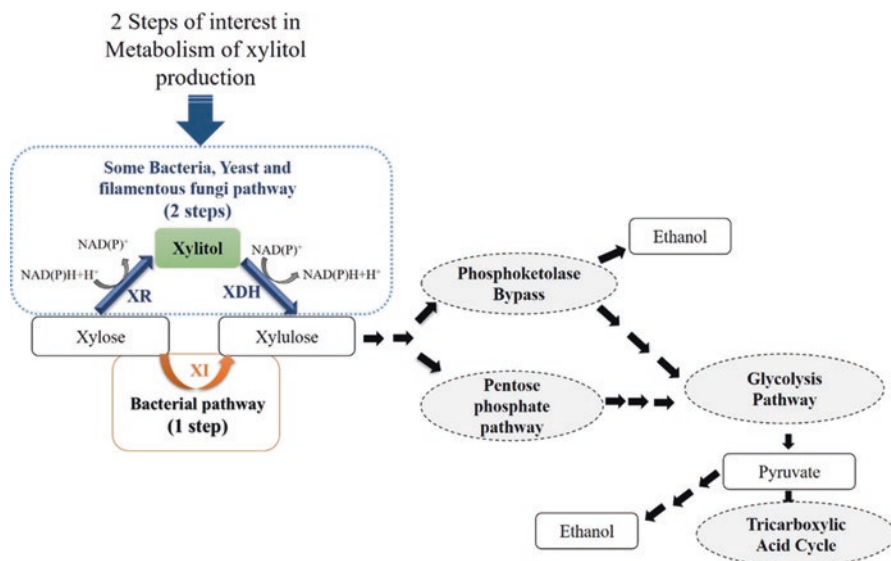 2 Steps of interest in
Metabolism of xylitol
production
Some Bacteria, Yeast and
filamentous fungi pathway
(2 steps)
NAD(P)⁺
Xylitol
NAD(P)⁺
NAD(P)H+H⁺
NAD(P)H+H⁺
XR
XDH
Xylose
Xylulose
XI
Bacterial pathway
(1 step)
Ethanol
Phosphoketolase
Bypass
Pentose
phosphate
pathway
Glycolysis
Pathway
Pyruvate
Ethanol
Tricarboxylic
Acid Cycle